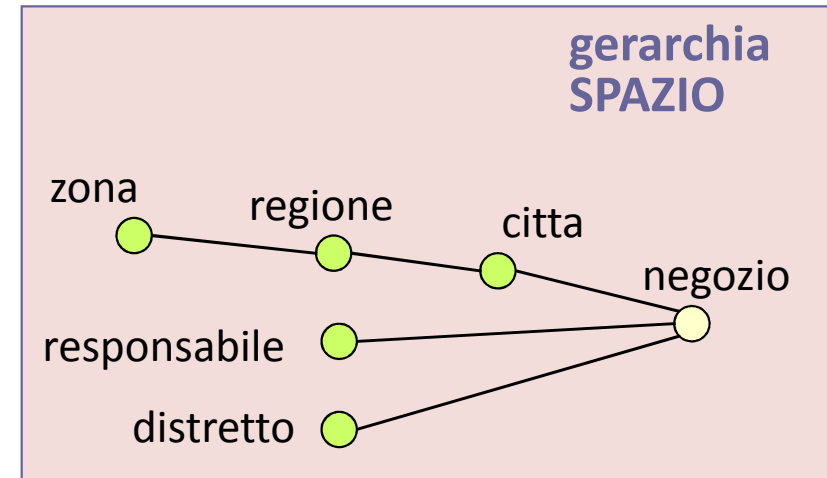 gerarchia
SPAZIO
zona
regione
citta
negozio
responsabile
distretto